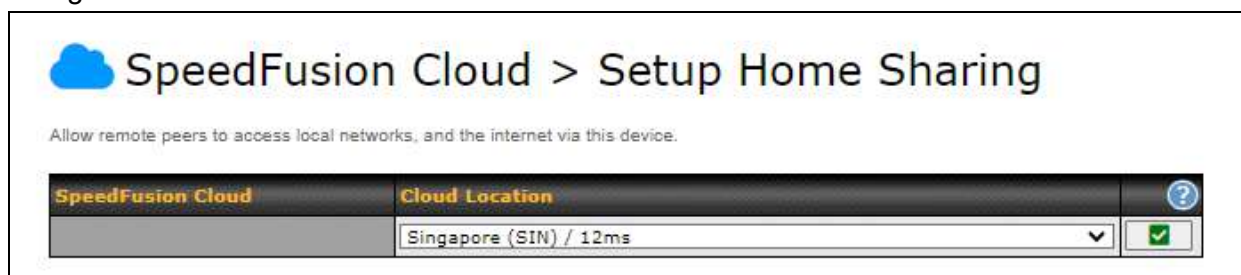 SpeedFusion Cloud > Setup Home Sharing
Allow remote peers to access local networks, and the internet via this device.
SpeedFusion Cloud Cloud Location ?
Singapore (SIN) / 12ms